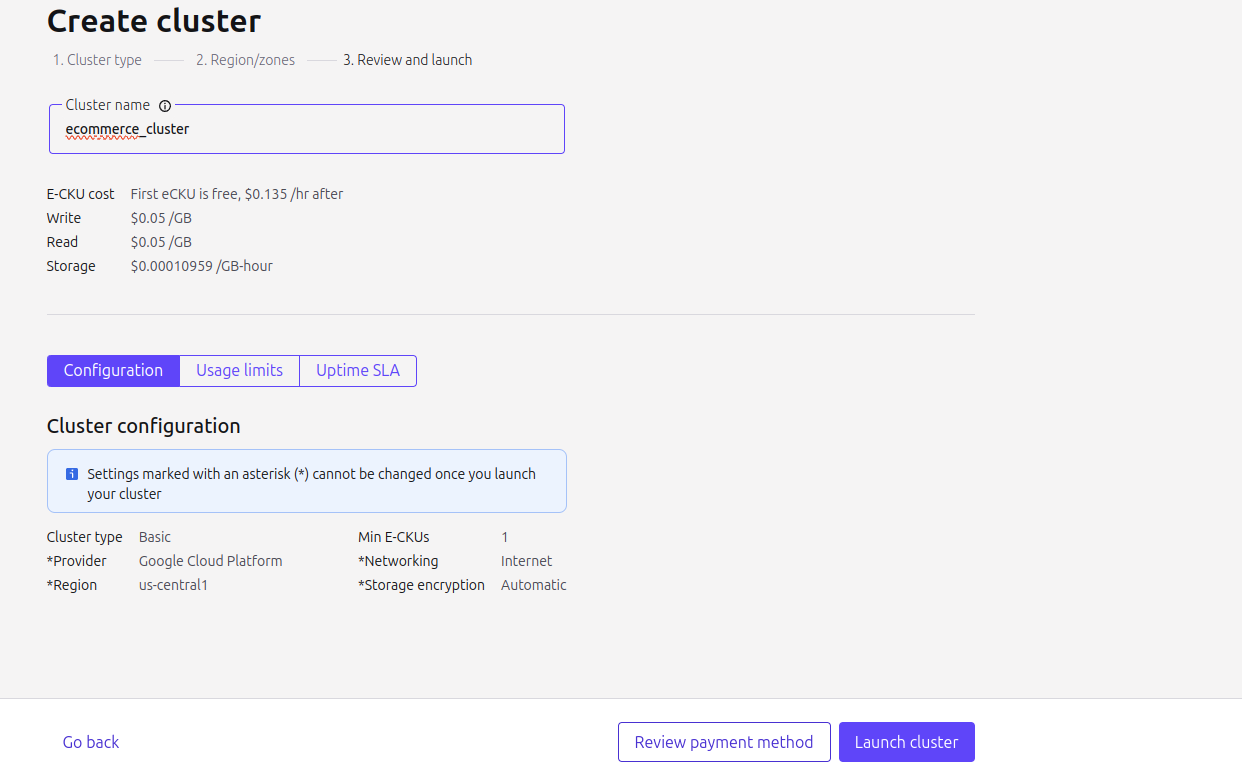 Create cluster
1. Cluster type 2. Region/zones 3. Review and launch
Cluster name
ecommerce_cluster
E-CKU cost First eCKU is free, $0.135 /hr after
Write $0.05 /GB
Read $0.05 /GB
Storage $0.00010959 /GB-hour
Configuration Usage limits Uptime SLA
Cluster configuration
Settings marked with an asterisk (*) cannot be changed once you launch
your cluster
Cluster type Basic Min E-CKUs 1
*Provider Google Cloud Platform *Networking Internet
*Region us-central1 *Storage encryption Automatic
Go back Review payment method Launch cluster